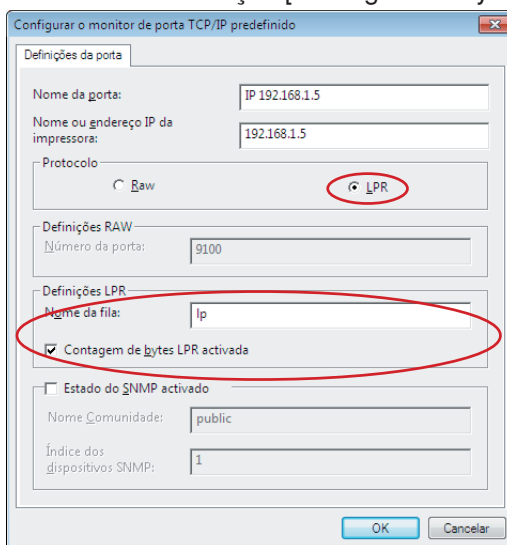 Configurar o monitor de porta TCP/IP predefinido
Definições da porta
Nome da porta: IP 192.168.1.5
Nome ou endereço IP da
impressora: 192.168.1.5
Protocolo
Raw LPR
Definições RAW
Número da porta: 9100
Definições LPR
Nome da fila: lp
Contagem de bytes LPR activada
Estado do SNMP activado
Nome Comunidade: public
Índice dos
dispositivos SNMP: 1
OK Cancelar